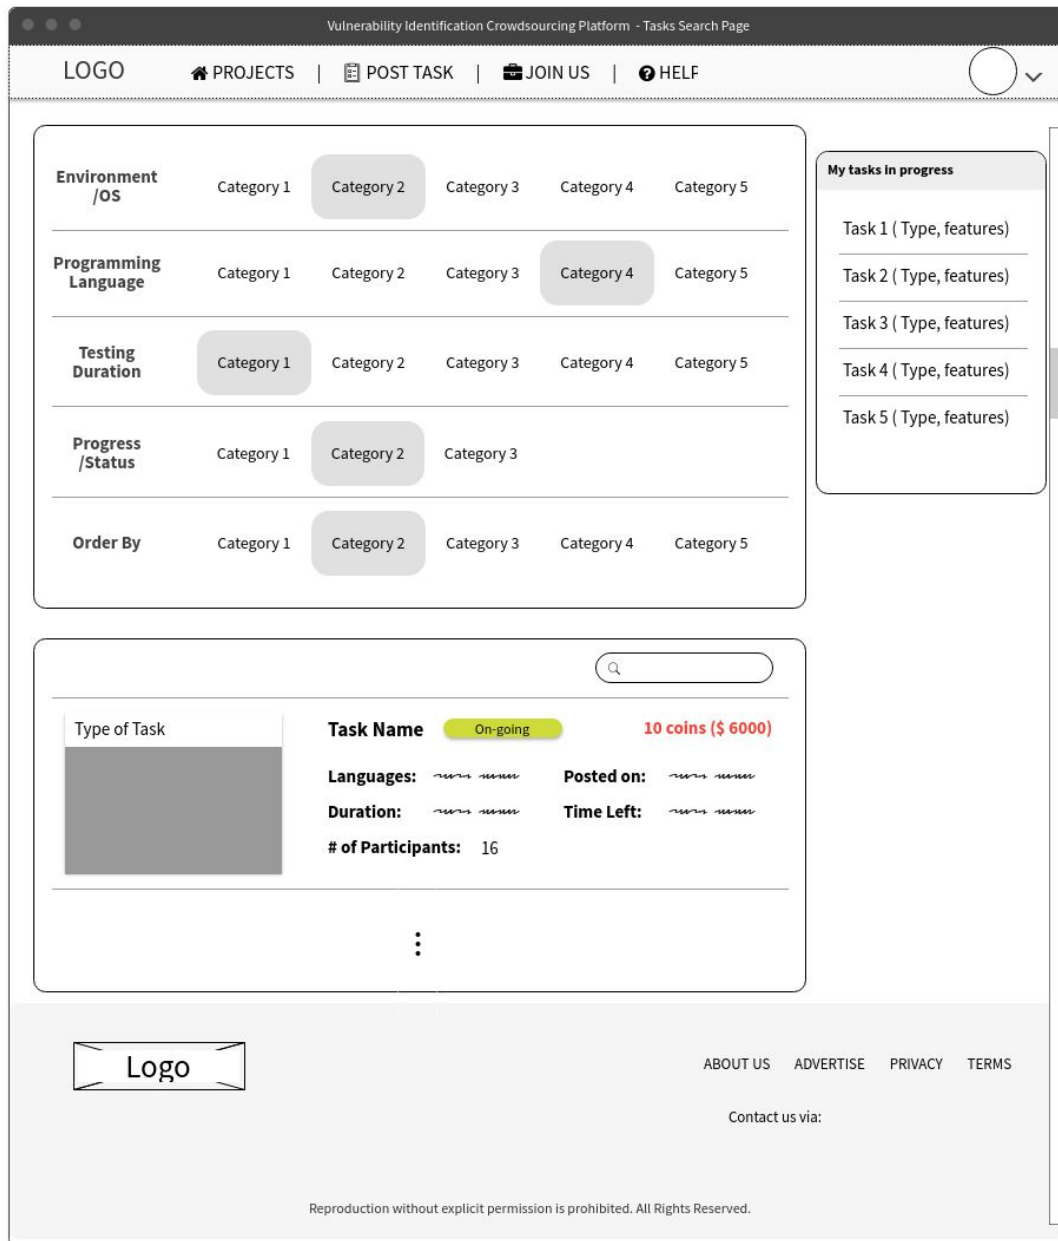 Vulnerability Identification Crowdsourcing Platform - Tasks Search Page
LOGO PROJECTS | POST TASK | JOIN US | HELP
Environment
/OS
Category 1 Category 2 Category 3 Category 4 Category 5
Programming
Language
Category 1 Category 2 Category 3 Category 4 Category 5
Testing
Duration
Category 1 Category 2 Category 3 Category 4 Category 5
Progress
/Status
Category 1 Category 2 Category 3
Order By
Category 1 Category 2 Category 3 Category 4 Category 5
My tasks in progress
Task 1 ( Type, features)
Task 2 ( Type, features)
Task 3 ( Type, features)
Task 4 ( Type, features)
Task 5 ( Type, features)
Type of Task
Task Name On-going 10 coins ($ 6000)
Languages: Posted on:
Duration: Time Left:
# of Participants: 16
Logo
ABOUT US ADVERTISE PRIVACY TERMS
Contact us via:
Reproduction without explicit permission is prohibited. All Rights Reserved.